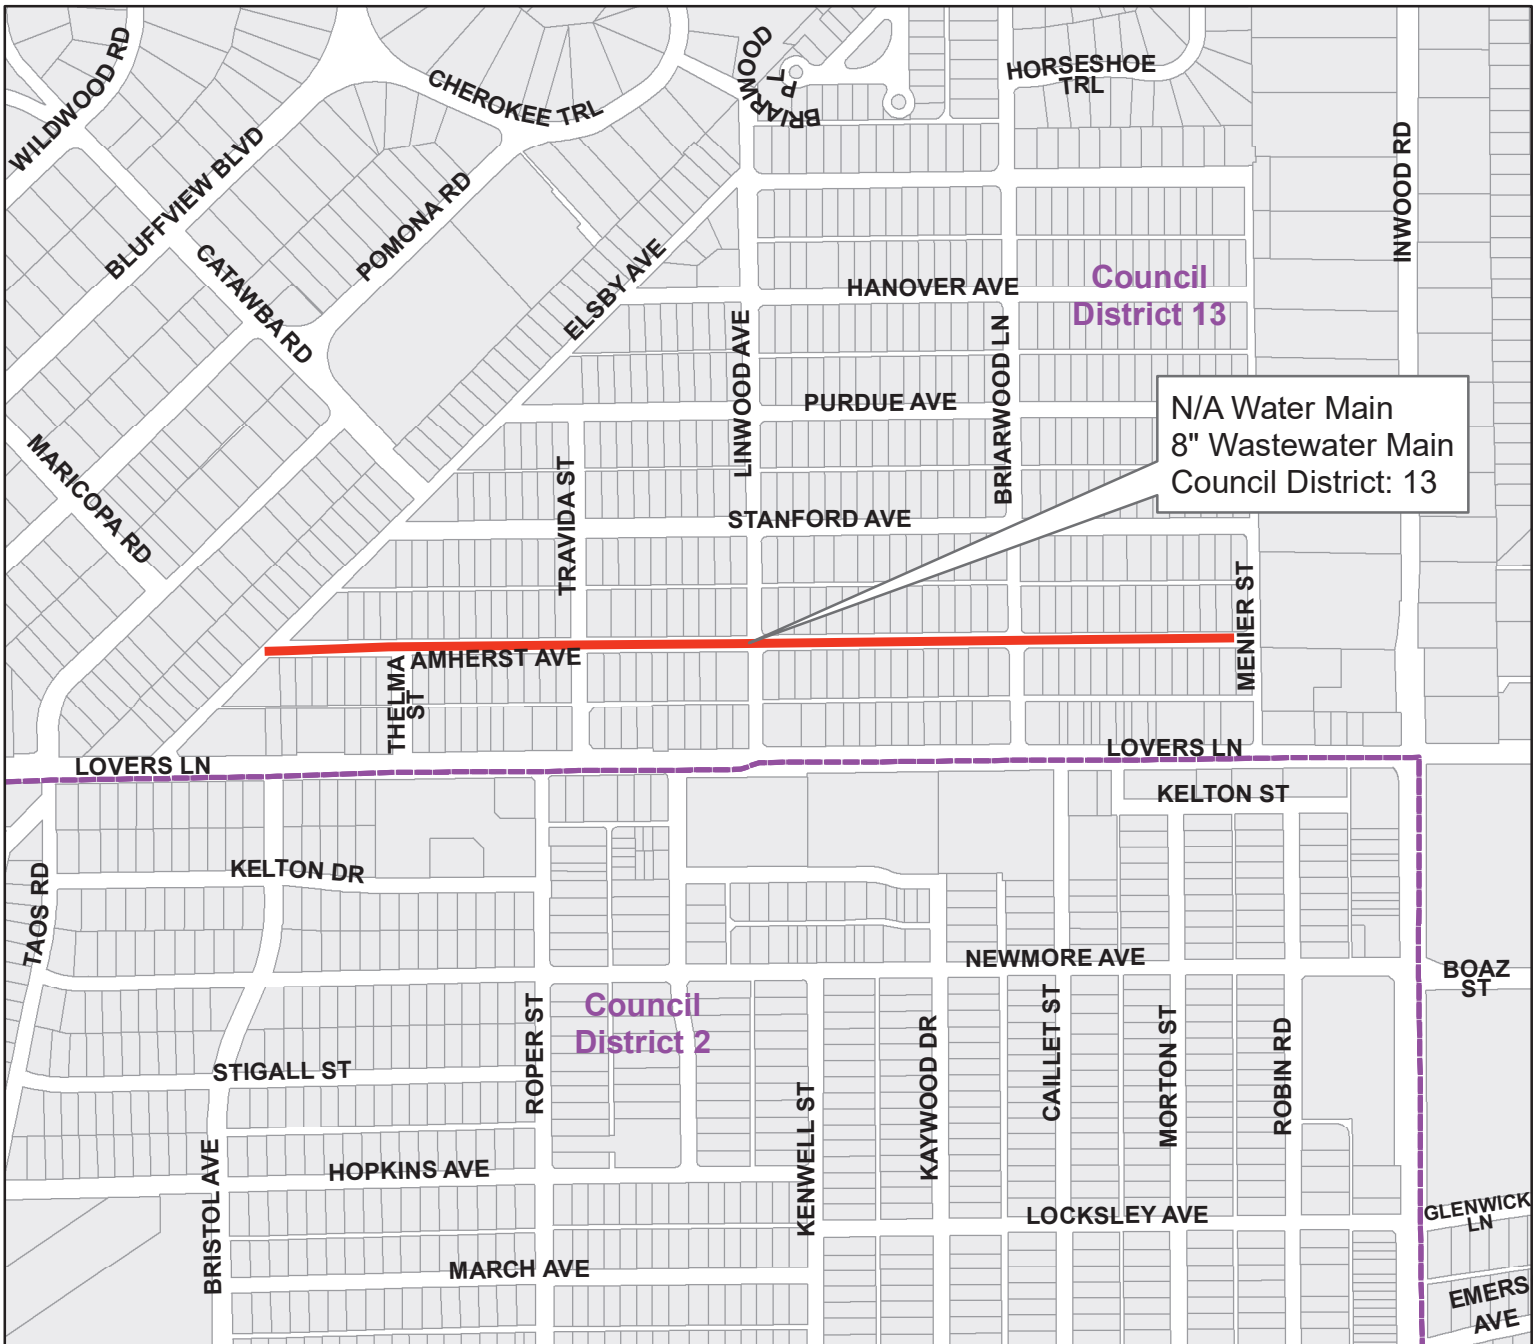 WILDWOOD RD
BLUFFVIEW BLVD
CHEROKEE TRL
BRIARWOOD
BRIARWOOD PL
HORSESHOE
TRL
INWOOD RD
POMONA RD
CATAWBA RD
ELSBY AVE
HANOVER AVE
Council
District 13
LINWOOD AVE
BRIARWOOD LN
PURDUE AVE
N/A Water Main
8" Wastewater Main
Council District: 13
MARICOPA RD
TRAVIDA ST
STANFORD AVE
MENIER ST
AMHERST AVE
THELMA
ST
LOVERS LN
LOVERS LN
KELTON ST
KELTON DR
TAOS RD
NEWMORE AVE
BOAZ
ST
Council
District 2
ROPER ST
KAYWOOD DR
CAILLET ST
MORTON ST
ROBIN RD
STIGALL ST
KENWELL ST
HOPKINS AVE
BRISTOL AVE
LOCKSLEY AVE
GLENWICK
LN
MARCH AVE
EMERS
AVE